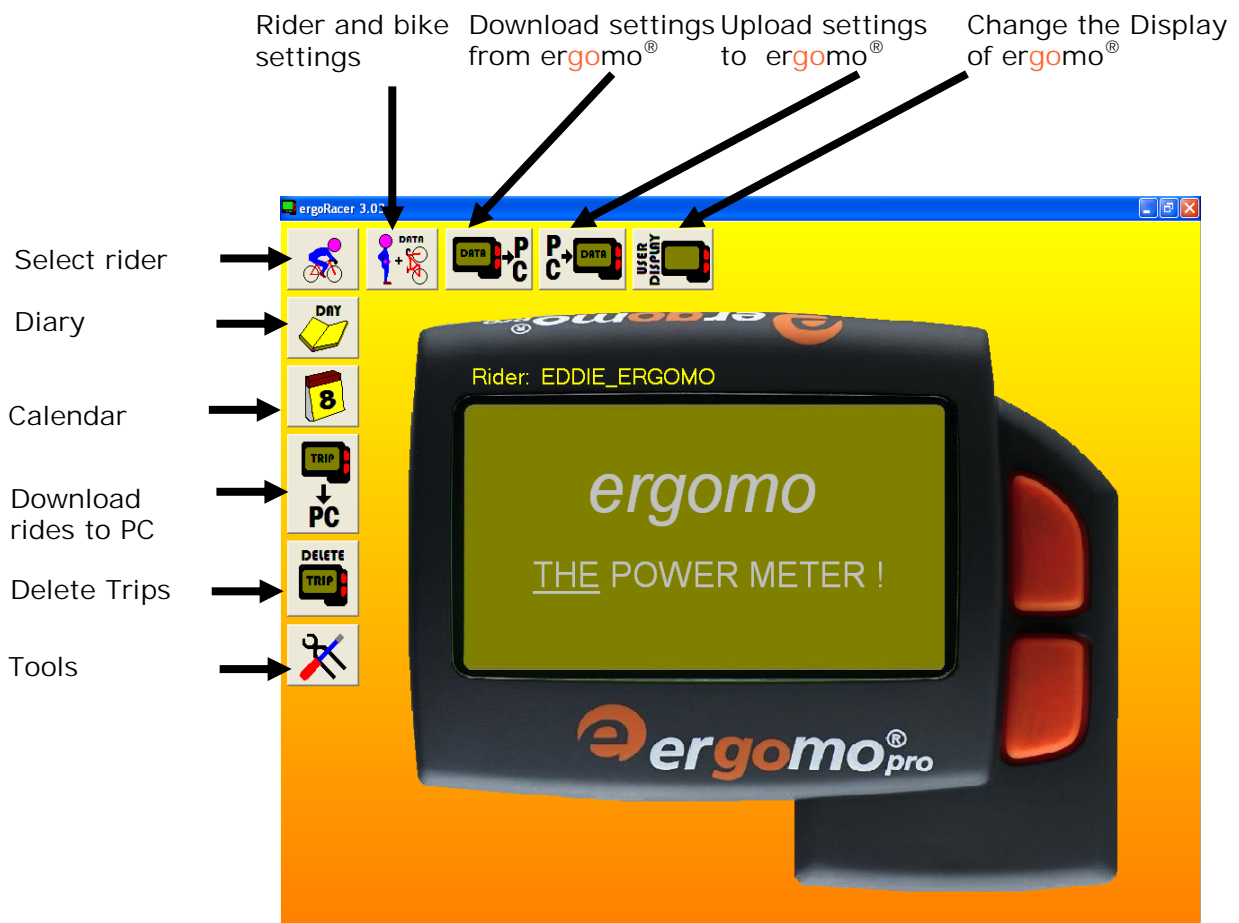 Rider and bike
settings
Download settings
from ergomo®
Upload settings
to ergomo®
Change the Display
of ergomo®
ergoRacer 3.03
Select rider
DATA
+
DATA
PC
PC
DATA
USER
DISPLAY
Diary
DAY
®
ergomo
Rider: EDDIE_ERGOMO
Calendar
8
ergomo
THE POWER METER !
Download
rides to PC
TRIP
PC
Delete Trips
DELETE
TRIP
Tools
ergomo®
pro